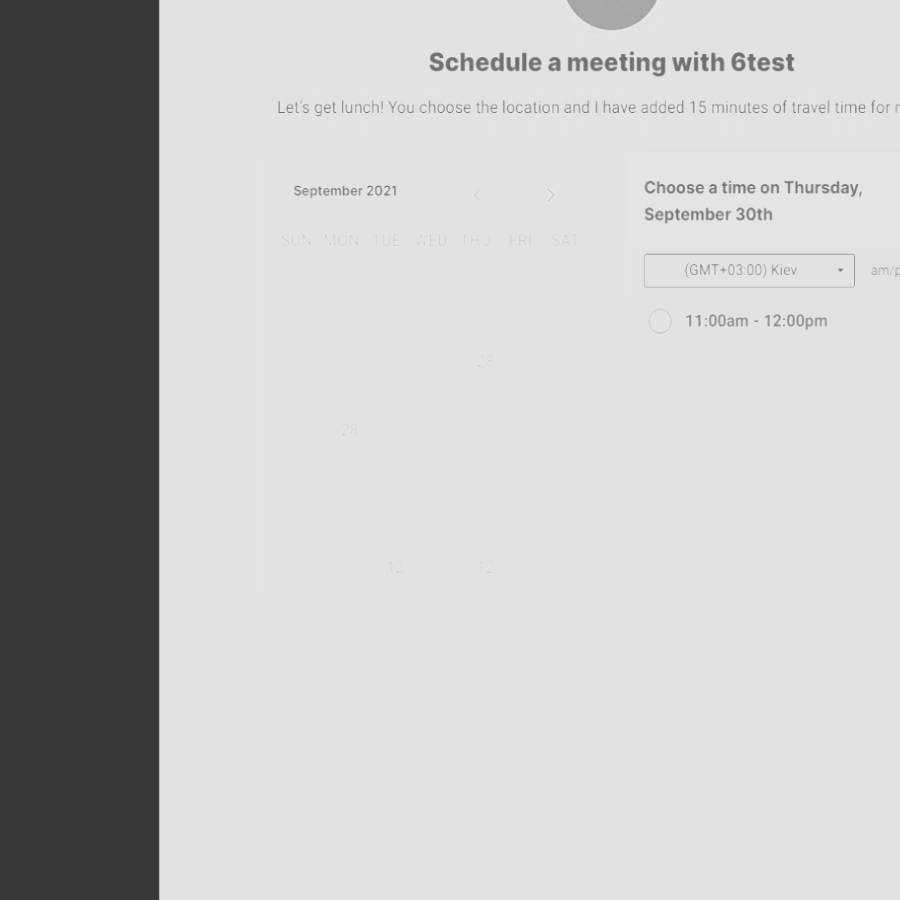 Schedule a meeting with 6test
Let's get lunch! You choose the location and I have added 15 minutes of travel time for
September 2021
SUN MON TUE WED THU FRI SAT
28
28
12 12
Choose a time on Thursday,
September 30th
(GMT+03:00) Kiev
am/p
11:00am - 12:00pm